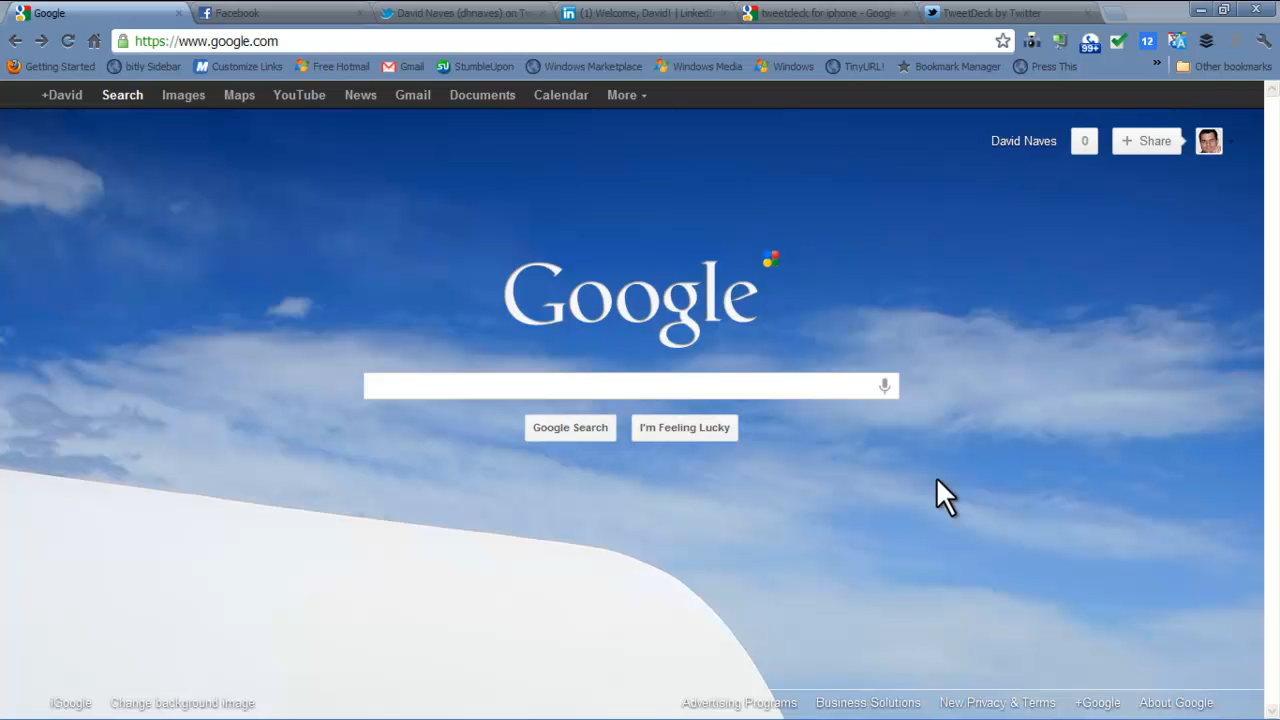 Google
Facebook
David Naves (dhnaves) on Tw
(1) Welcome, David! | LinkedI
tweetdeck for iphone - Google
TweetDeck by Twitter
https://www.google.com
99+
12
Getting Started
bitly Sidebar
Customize Links
Free Hotmail
Gmail
StumbleUpon
Windows Marketplace
Windows Media
Windows
TinyURL!
Bookmark Manager
Press This
»
Other bookmarks
+David
Search
Images
Maps
YouTube
News
Gmail
Documents
Calendar
More
David Naves
0
+ Share
Google
Google Search
I'm Feeling Lucky
iGoogle
Change background image
Advertising Programs
Business Solutions
New Privacy & Terms
+Google
About Google